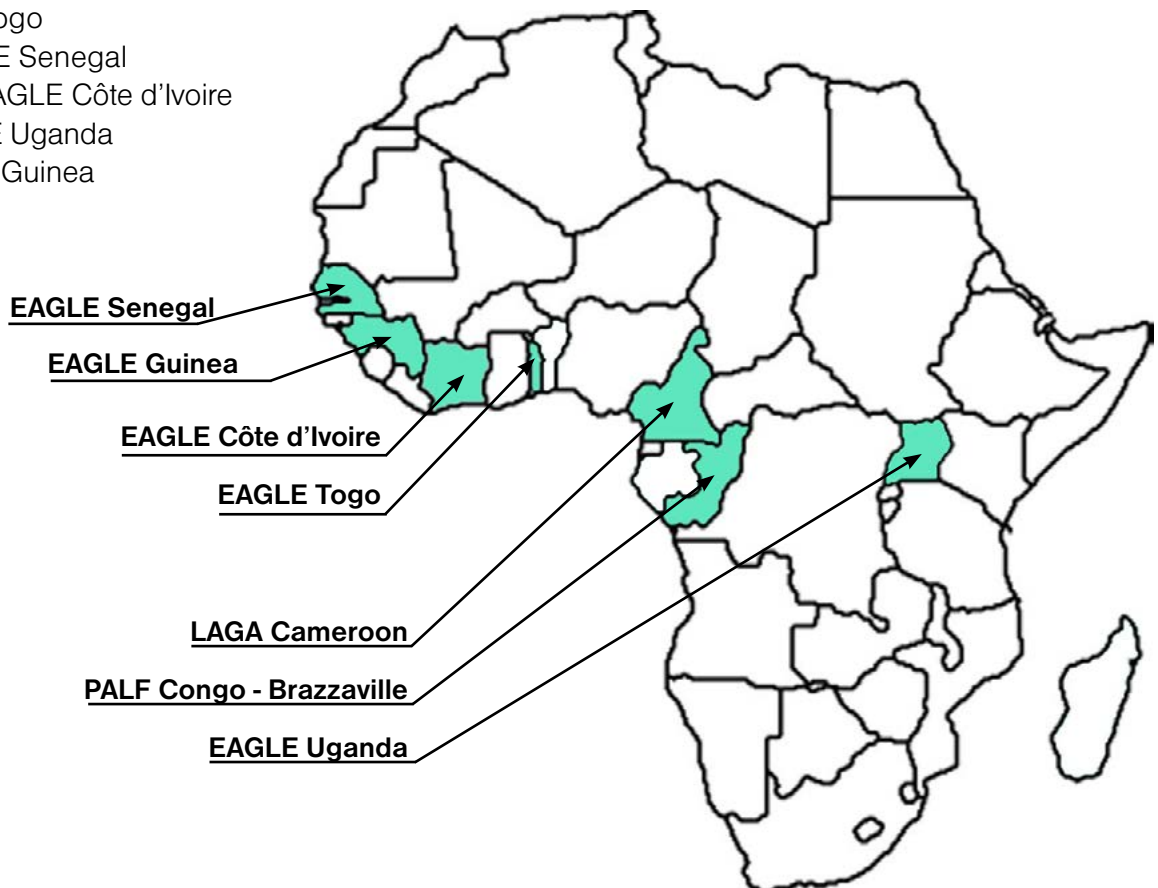 ogo
E Senegal
AGLE Côte d’Ivoire
E Uganda
Guinea
EAGLE Senegal
EAGLE Guinea
EAGLE Côte d’Ivoire
EAGLE Togo
LAGA Cameroon
PALF Congo - Brazzaville
EAGLE Uganda